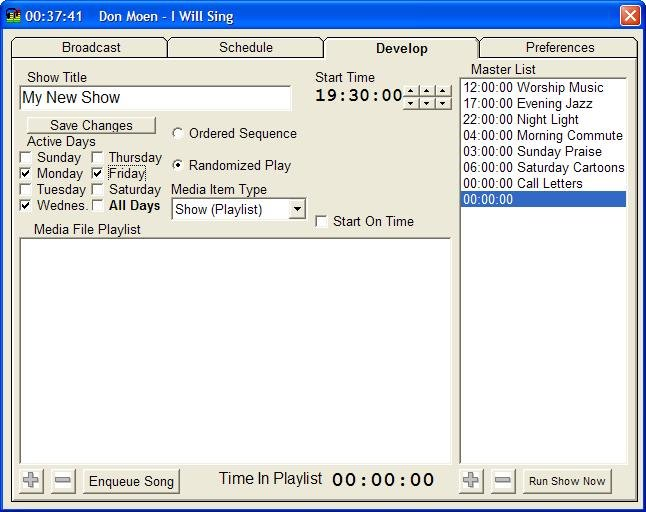 00:37:41 Don Moen - I Will Sing
Broadcast Schedule Develop Preferences
Show Title
My New Show
Start Time
19:30:00
Save Changes
Active Days
Sunday Thursday
Monday Friday
Tuesday Saturday
Wednes. All Days
Ordered Sequence
Randomized Play
Media Item Type
Show (Playlist)
Start On Time
Media File Playlist
Enqueue Song
Time In Playlist 00:00:00
Master List
12:00:00 Worship Music
17:00:00 Evening Jazz
22:00:00 Night Light
04:00:00 Morning Commute
03:00:00 Sunday Praise
06:00:00 Saturday Cartoons
00:00:00 Call Letters
00:00:00
Run Show Now